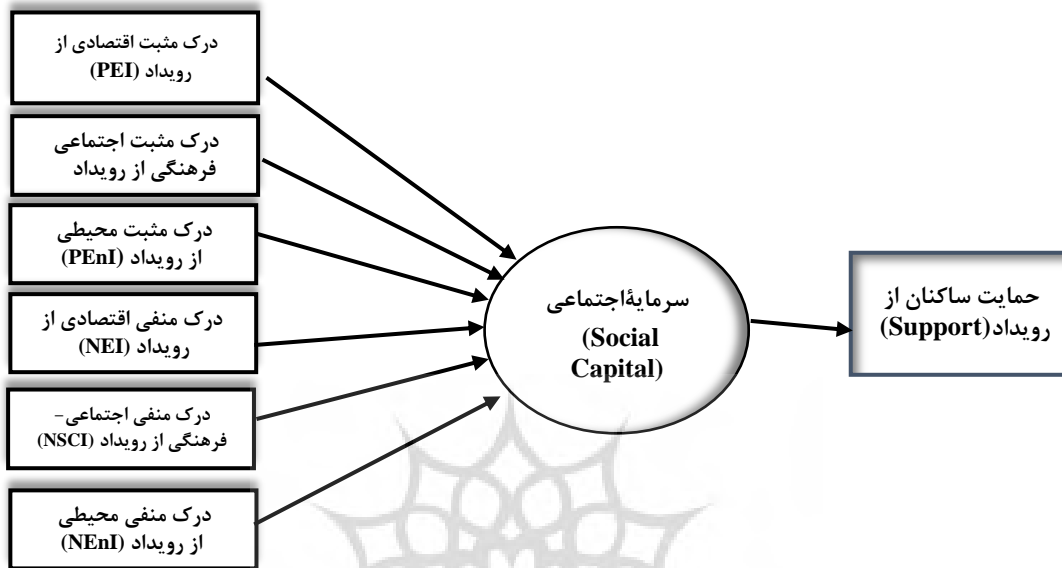 درک مثبت اقتصادی از
رویداد (PEI)
درک مثبت اجتماعی
فرهنگی از رویداد
درک مثبت محیطی
از رویداد (PEnI)
درک منفی اقتصادی از
رویداد (NEI)
درک منفی اجتماعی-
فرهنگی از رویداد (NSCI)
درک منفی محیطی
از رویداد (NEnI)
سرمایۀاجتماعی
(Social
Capital)
حمایت ساکنان از
رویداد(Support)